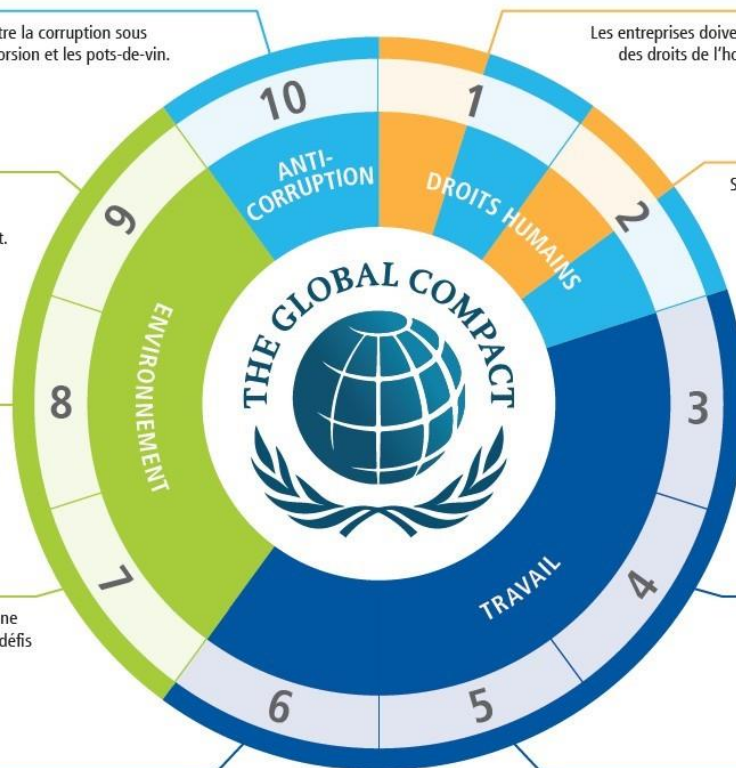 tre la corruption sous
orsion et les pots-de-vin.
Les entreprises doive
des droits de l'ho
10
1
ANTI-
CORRUPTION
DROITS HUMAINS
2
S
9
t.
THE GLOBAL COMPACT
ENVIRONNEMENT
8
3
7
TRAVAIL
4
ne
défis
6
5